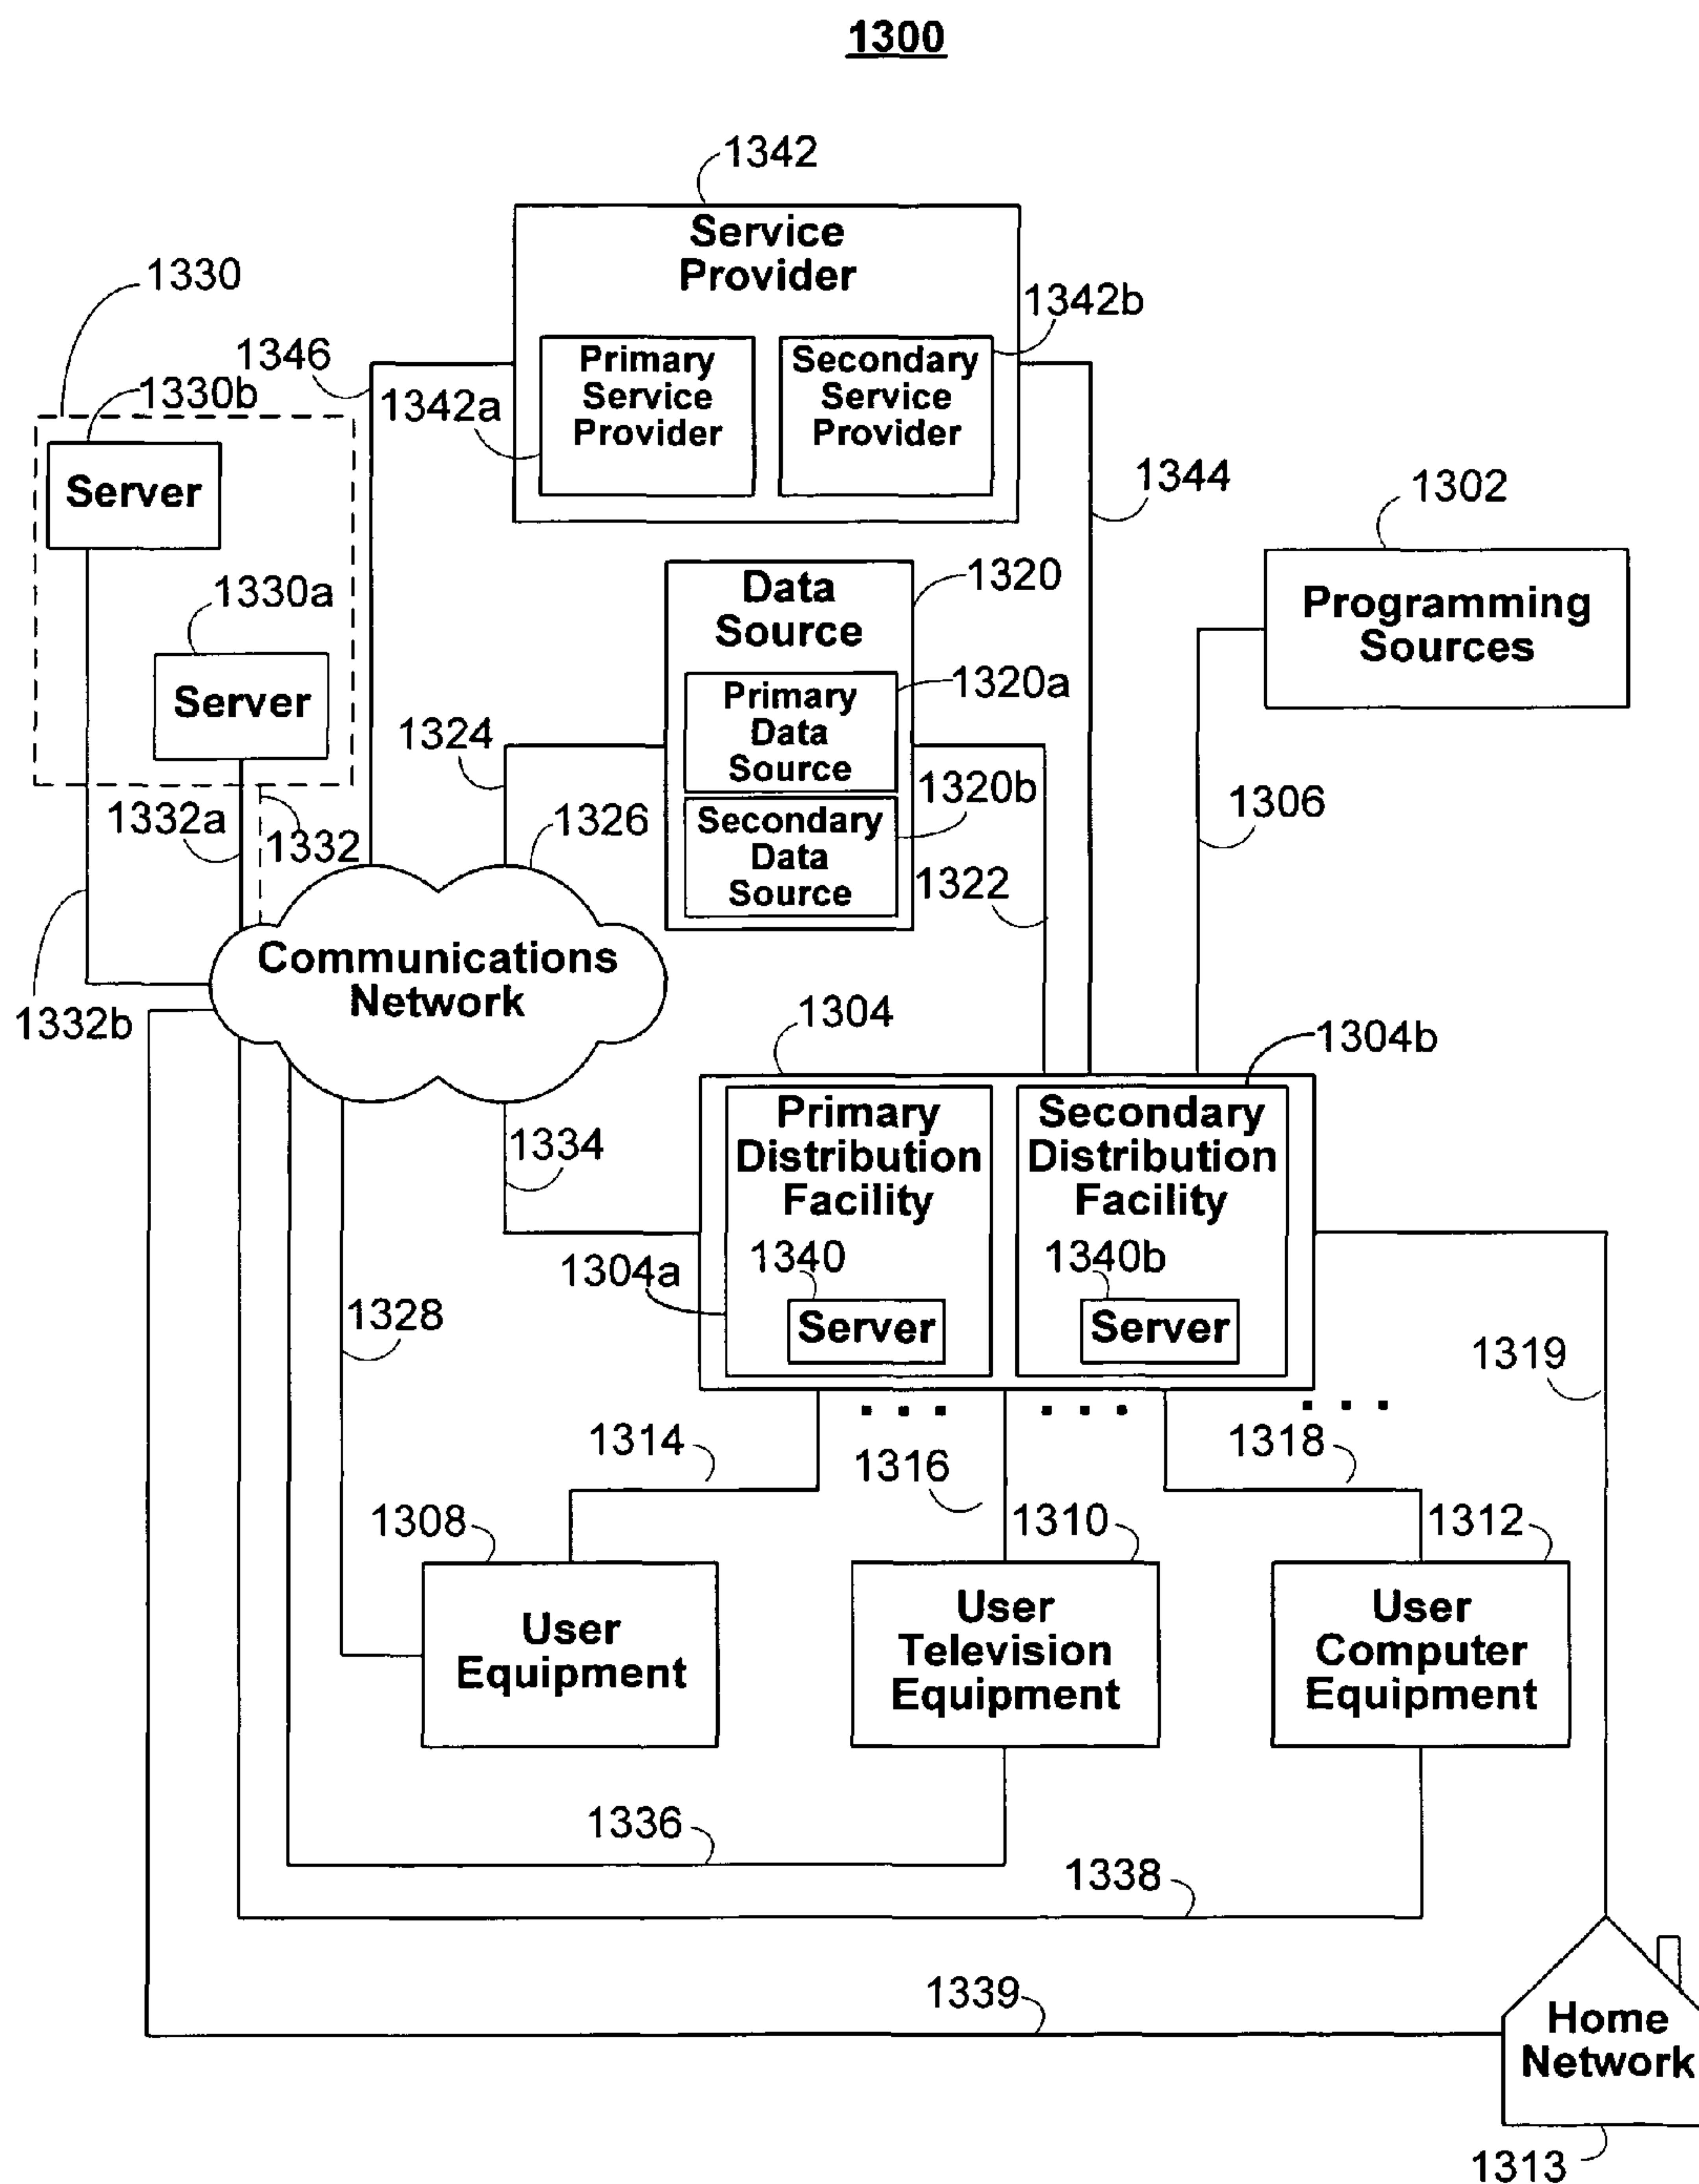 1300
1342
Service
Provider
1342b
1330
1346
1330b
1342a
Primary
Service
Provider
Secondary
Service
Provider
Server
1344
1302
Programming
Sources
1330a
Server
Data
Source
1320
1320a
Primary
Data
Source
1324
1306
1320b
Secondary
Data
Source
1332a
1332
1326
1322
Communications
Network
1332b
1304
1304b
Primary
Distribution
Facility
Secondary
Distribution
Facility
1334
1304a
1340
Server
1340b
Server
1328
1319
. . .
. . .
. . .
1314
1316
1318
1308
1310
1312
User
Equipment
User
Television
Equipment
User
Computer
Equipment
1336
1338
1339
Home
Network
1313